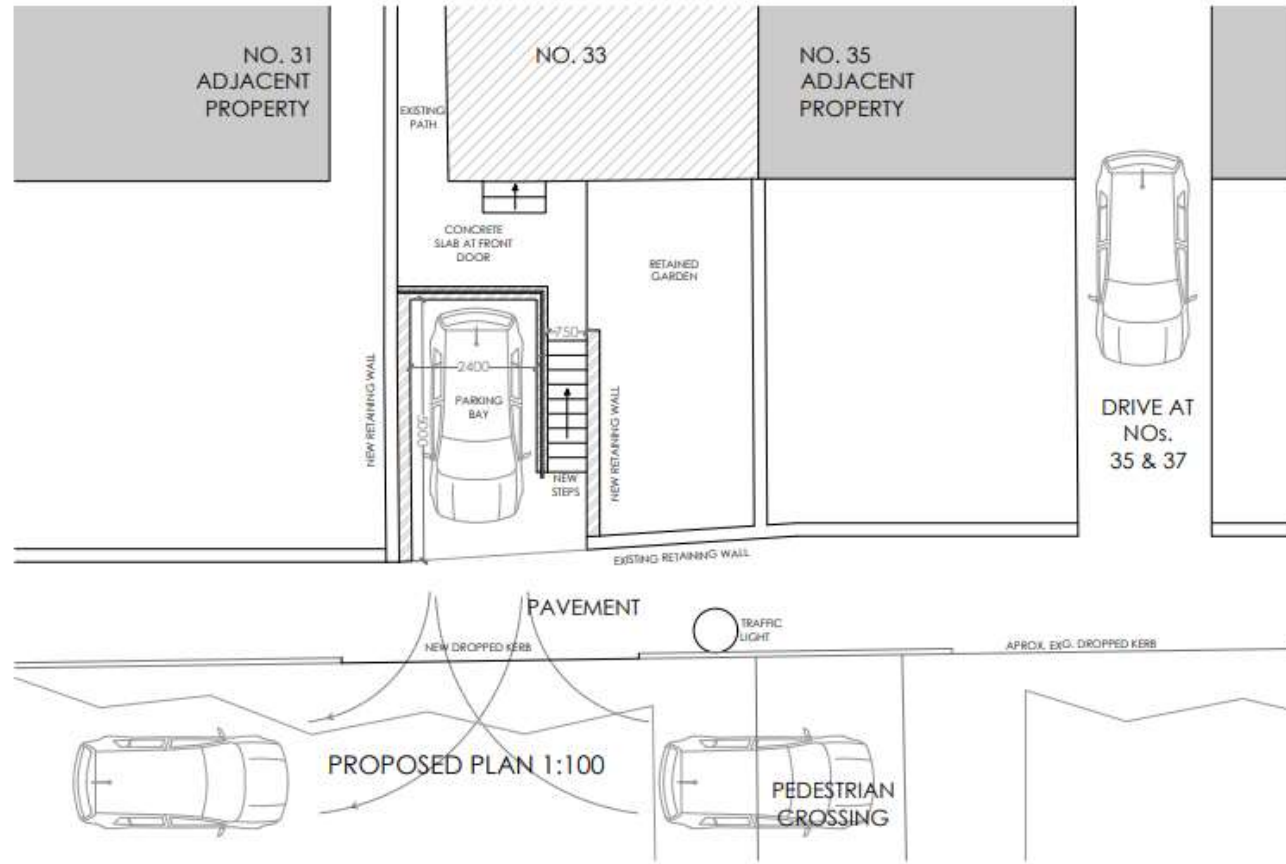 NO. 31
ADJACENT
PROPERTY
NO. 33
NO. 35
ADJACENT
PROPERTY
EXISTING
PATH
CONCRETE
SLAB AT FRONT
DOOR
RETAINED
GARDEN
750
2400
PARKING
BAY
5000
NEW RETAINING WALL
NEW
STEPS
NEW RETAINING WALL
DRIVE AT
NOs.
35 & 37
EXISTING RETAINING WALL
PAVEMENT
TRAFFIC
LIGHT
NEW DROPPED KERB
APROX. EXG. DROPPED KERB
PROPOSED PLAN 1:100
PEDESTRIAN
CROSSING